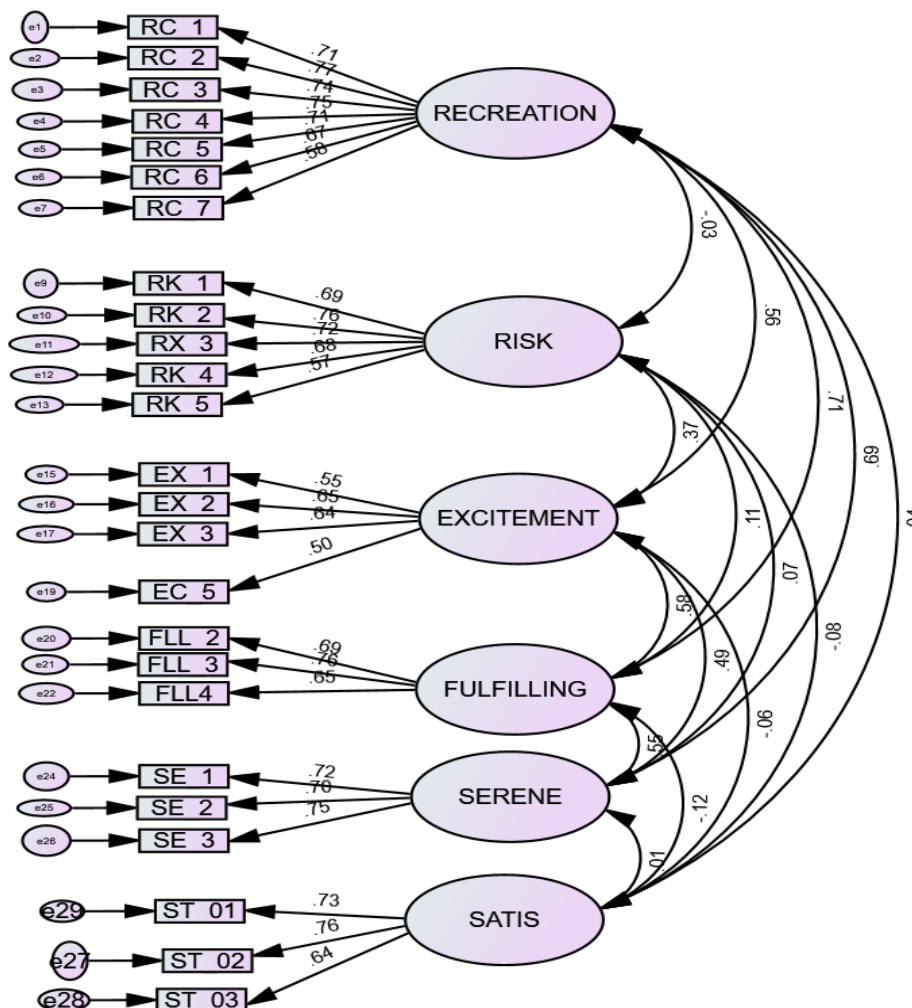 e1 RC 1
.71
e2 RC 2
.77
e3 RC 3
.74
RECREATION
e4 RC 4
.75
e5 RC 5
.71
e6 RC 6
.67
e7 RC 7
.58
-.03
.56
e9 RK 1
.69
e10 RK 2
.76
e11 RX 3
.72
RISK
e12 RK 4
.68
e13 RK 5
.57
.37
.71
.69
e15 EX 1
.55
e16 EX 2
.65
e17 EX 3
.64
EXCITEMENT
.11
e19 EC 5
.50
.07
e20 FLL 2
.69
e21 FLL 3
.76
e22 FLL4
.65
FULFILLING
.58
.49
-.08
-.06
e24 SE 1
.72
e25 SE 2
.70
e26 SE 3
.75
SERENE
.55
-.12
.01
e29 ST 01
.73
e27 ST 02
.76
e28 ST 03
.64
SATIS